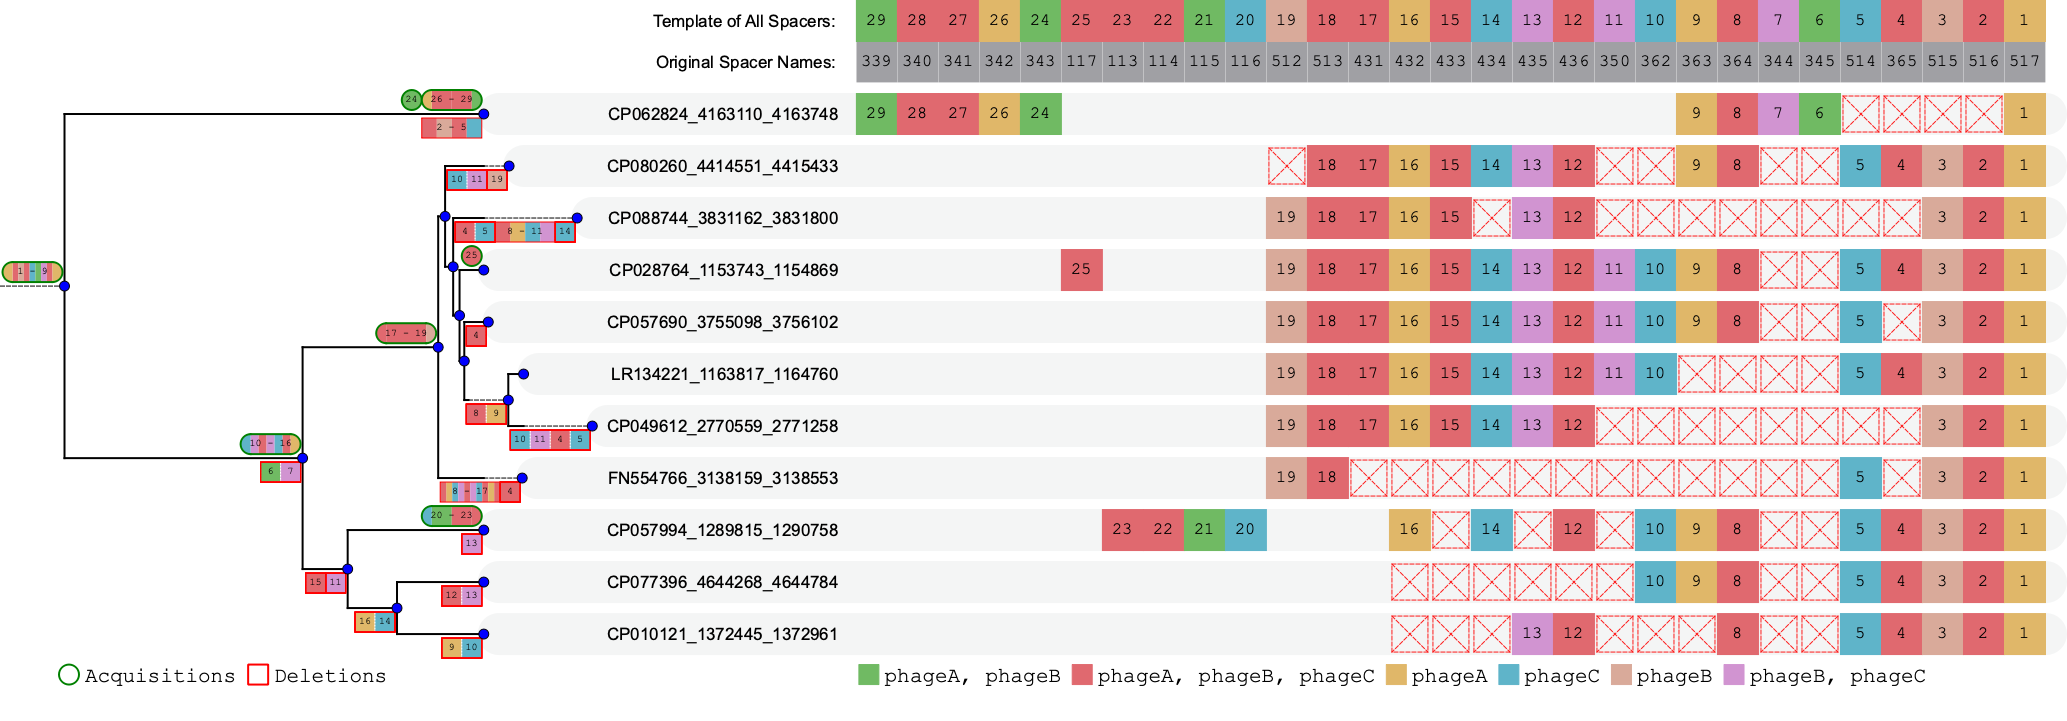 Template of All Spacers: 29 28 27 26 24 25 23 22 21 20 19 18 17 16 15 14 13 12 11 10 9 8 7 6 5 4 3 2 1
Original Spacer Names: 339 340 341 342 343 117 113 114 115 116 512 513 431 432 433 434 435 436 350 362 363 364 344 345 514 365 515 516 517
24 26 - 29
2 - 5
CP062824_4163110_4163748 29 28 27 26 24 9 8 7 6 1
CP080260_4414551_4415433 18 17 16 15 14 13 12 9 8 5 4 3 2 1
10 11 19
CP088744_3831162_3831800 19 18 17 16 15 13 12 3 2 1
4 5 8 - 11 14
25
CP028764_1153743_1154869 25 19 18 17 16 15 14 13 12 11 10 9 8 5 4 3 2 1
1 - 9
CP057690_3755098_3756102 19 18 17 16 15 14 13 12 11 10 9 8 5 3 2 1
17 - 19
4
LR134221_1163817_1164760 19 18 17 16 15 14 13 12 11 10 5 4 3 2 1
8 9
CP049612_2770559_2771258 19 18 17 16 15 14 13 12 3 2 1
10 11 4 5
10 - 16
6 7
FN554766_3138159_3138553 19 18 5 3 2 1
8 - 17 4
20 - 23
CP057994_1289815_1290758 23 22 21 20 16 14 12 10 9 8 5 4 3 2 1
13
15 11
CP077396_4644268_4644784 10 9 8 5 4 3 2 1
12 13
16 14
CP010121_1372445_1372961 13 12 8 5 4 3 2 1
9 10
Acquisitions Deletions phageA, phageB phageA, phageB, phageC phageA phageC phageB phageB, phageC